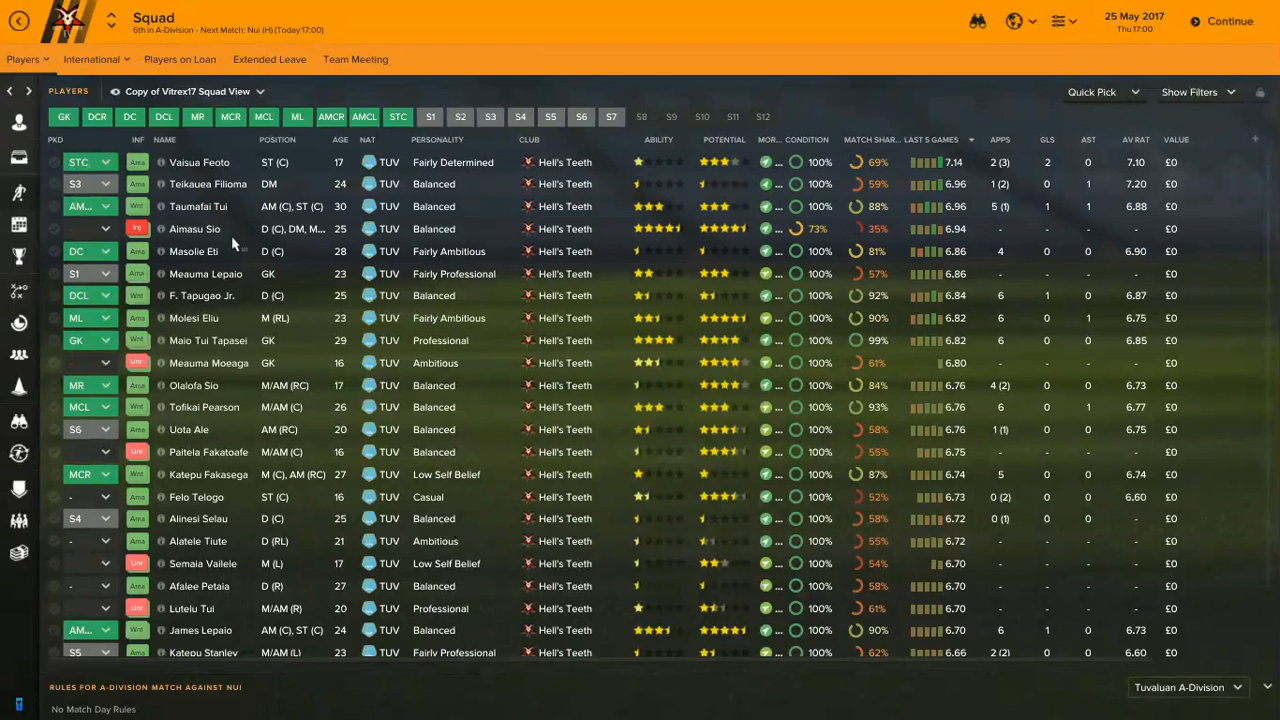 Squad
6th in A-Division - Next Match: Nui (H) (Today 17:00)
25 May 2017
Thu 17:00
Continue
Players International Players on Loan Extended Leave Team Meeting
PLAYERS Copy of Vitrex17 Squad View Quick Pick Show Filters
GK DCR DC DCL MR MCR MCL ML AMCR AMCL STC S1 S2 S3 S4 S5 S6 S7 S8 S9 S10 S11 S12
PKD INF NAME POSITION AGE NAT PERSONALITY CLUB ABILITY POTENTIAL MOR... CONDITION MATCH SHAR... LAST 5 GAMES APPS GLS AST AV RAT VALUE
STC Ama Vaisua Feoto ST (C) 17 TUV Fairly Determined Hell's Teeth ... 100% 69% 7.14 2 (3) 2 0 7.10 £0
S3 Ama Teikauea Filioma DM 24 TUV Balanced Hell's Teeth ... 100% 59% 6.96 1 (2) 0 1 7.20 £0
AM... Wnt Taumafai Tui AM (C), ST (C) 30 TUV Balanced Hell's Teeth ... 100% 88% 6.96 5 (1) 1 1 6.88 £0
Inj Aimasu Sio D (C), DM, M... 25 TUV Balanced Hell's Teeth ... 73% 35% 6.94 - - - - £0
DC Ama Masolie Eti D (C) 28 TUV Fairly Ambitious Hell's Teeth ... 100% 81% 6.86 4 0 0 6.90 £0
S1 Ama Meauma Lepaio GK 23 TUV Fairly Professional Hell's Teeth ... 100% 57% 6.86 - - - - £0
DCL Wnt F. Tapugao Jr. D (C) 25 TUV Balanced Hell's Teeth ... 100% 92% 6.84 6 1 0 6.87 £0
ML Ama Molesi Eliu M (RL) 23 TUV Fairly Ambitious Hell's Teeth ... 100% 90% 6.82 6 0 1 6.75 £0
GK Wnt Maio Tui Tapasei GK 29 TUV Professional Hell's Teeth ... 100% 99% 6.82 6 0 0 6.85 £0
Unr Meauma Moeaga GK 16 TUV Ambitious Hell's Teeth ... 100% 61% 6.80 - - - - £0
MR Ama Olalofa Sio M/AM (RC) 17 TUV Balanced Hell's Teeth ... 100% 84% 6.76 4 (2) 0 0 6.73 £0
MCL Wnt Tofikai Pearson M/AM (C) 26 TUV Balanced Hell's Teeth ... 100% 93% 6.76 6 0 1 6.77 £0
S6 Ama Uota Ale AM (RC) 20 TUV Balanced Hell's Teeth ... 100% 58% 6.76 1 (1) 0 0 6.75 £0
Unr Paitela Fakatoafe M/AM (C) 16 TUV Balanced Hell's Teeth ... 100% 55% 6.75 - - - - £0
MCR Wnt Katepu Fakasega M (C), AM (RC) 27 TUV Low Self Belief Hell's Teeth ... 100% 87% 6.74 5 0 0 6.74 £0
- Ama Felo Telogo ST (C) 16 TUV Casual Hell's Teeth ... 100% 52% 6.73 0 (2) 0 0 6.60 £0
S4 Ama Alinesi Selau D (C) 25 TUV Balanced Hell's Teeth ... 100% 58% 6.72 0 (1) 0 0 - £0
- Ama Alatele Tiute D (RL) 21 TUV Ambitious Hell's Teeth ... 100% 55% 6.72 - - - - £0
Unr Semaia Vailele M (L) 17 TUV Low Self Belief Hell's Teeth ... 100% 54% 6.70 - - - - £0
- Ama Afalee Petaia D (R) 27 TUV Balanced Hell's Teeth ... 100% 58% 6.70 - - - - £0
Unr Lutelu Tui M/AM (R) 20 TUV Professional Hell's Teeth ... 100% 61% 6.70 - - - - £0
AM... Wnt James Lepaio AM (C), ST (C) 24 TUV Balanced Hell's Teeth ... 100% 90% 6.70 6 1 0 6.73 £0
S5 Ama Katepu Stanley M/AM (L) 23 TUV Fairly Professional Hell's Teeth ... 100% 62% 6.66 2 (2) 0 0 6.60 £0
RULES FOR A-DIVISION MATCH AGAINST NUI Tuvaluan A-Division
No Match Day Rules